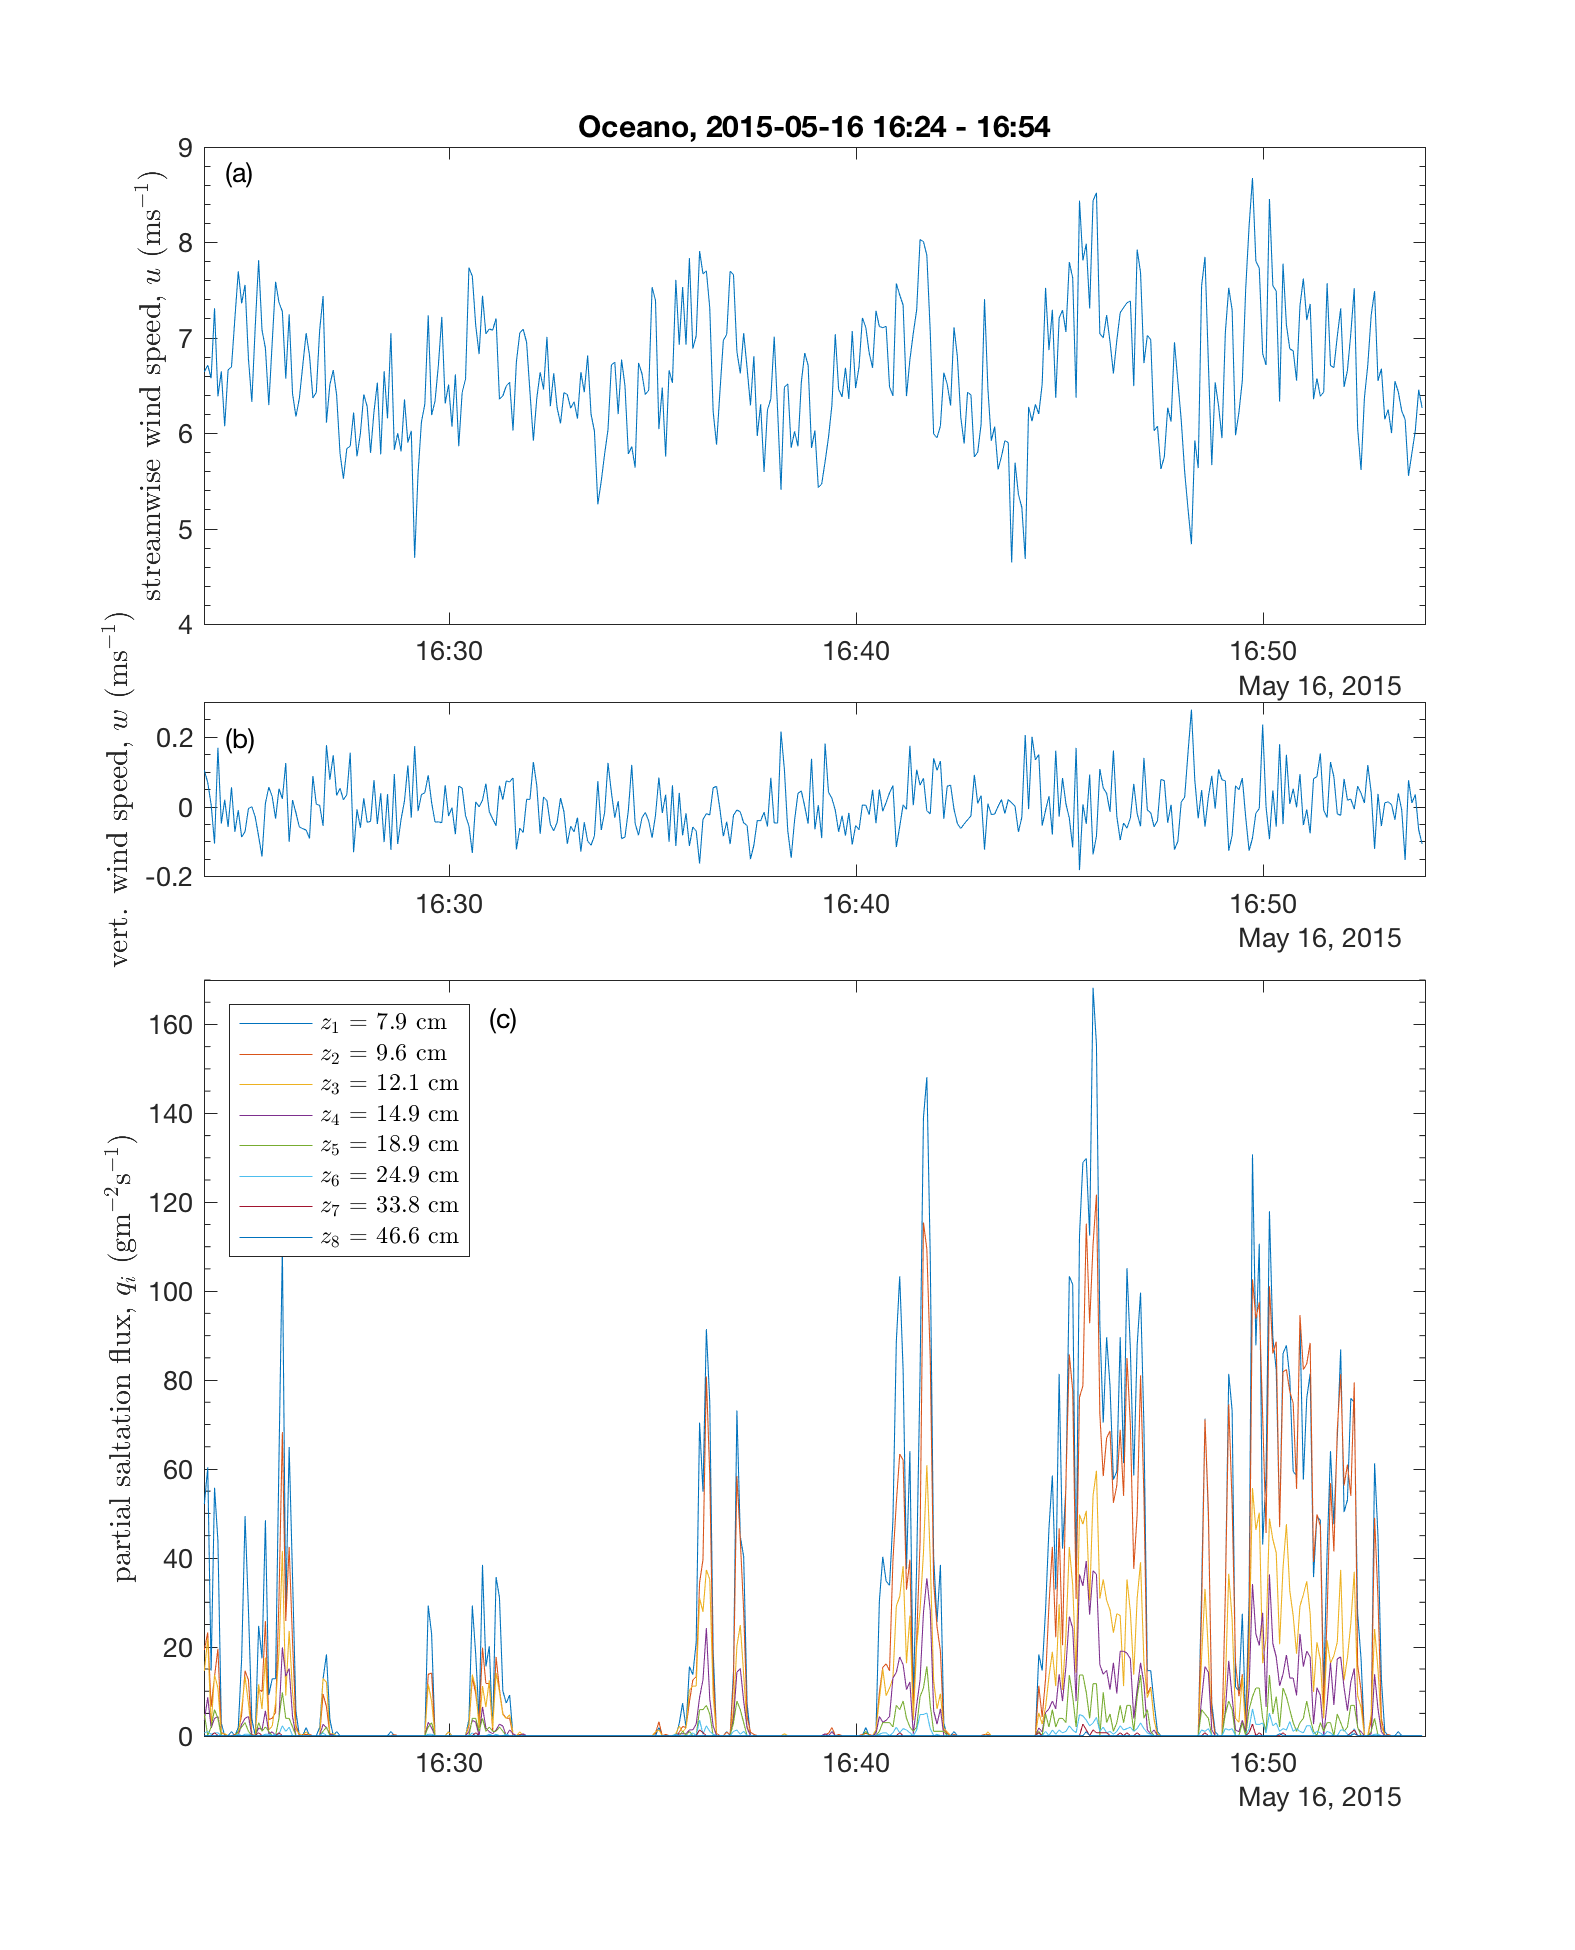 Oceano, 2015-05-16 16:24 - 16:54
(a)
streamwise wind speed, u (ms⁻¹)
9
8
7
6
5
4
16:30 16:40 16:50
May 16, 2015
(b)
vert. wind speed, w (ms⁻¹)
0.2
0
-0.2
16:30 16:40 16:50
May 16, 2015
(c)
partial saltation flux, qᵢ (gm⁻²s⁻¹)
160
140
120
100
80
60
40
20
0
z₁ = 7.9 cm
z₂ = 9.6 cm
z₃ = 12.1 cm
z₄ = 14.9 cm
z₅ = 18.9 cm
z₆ = 24.9 cm
z₇ = 33.8 cm
z₈ = 46.6 cm
16:30 16:40 16:50
May 16, 2015